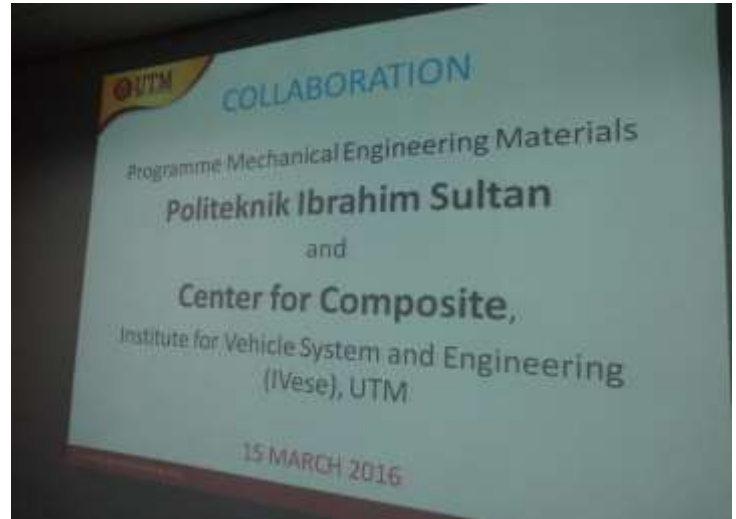 UTM
COLLABORATION
Programme Mechanical Engineering Materials
Politeknik Ibrahim Sultan
and
Center for Composite,
Institute for Vehicle System and Engineering
(IVese), UTM
15 MARCH 2016